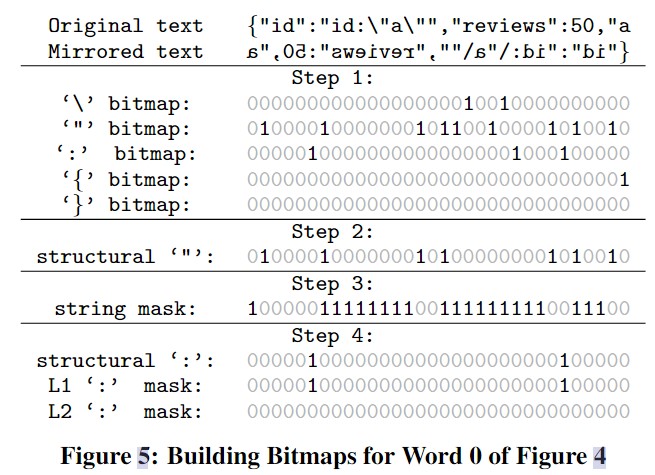 Original text {"id":"id:\"a\"","reviews":50,"a
Mirrored text a",05:"sweiver",""/a"/:di":"di"}
Step 1:
‘\’ bitmap: 00000000000000000010010000000000
‘"’ bitmap: 01000010000000101100100001010010
‘:’ bitmap: 00000100000000000000001000100000
‘{’ bitmap: 00000000000000000000000000000001
‘}’ bitmap: 00000000000000000000000000000000
Step 2:
structural ‘"’: 01000010000000101000000001010010
Step 3:
string mask: 10000011111111001111111110011100
Step 4:
structural ‘:’: 00000100000000000000000000100000
L1 ‘:’ mask: 00000100000000000000000000100000
L2 ‘:’ mask: 00000000000000000000000000000000
Figure 5: Building Bitmaps for Word 0 of Figure 4